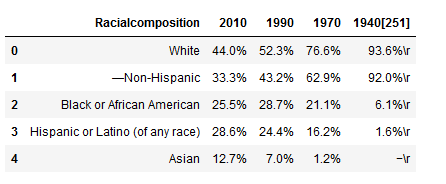 Racialcomposition 2010 1990 1970 1940[251]
0 White 44.0% 52.3% 76.6% 93.6%\r
1 —Non-Hispanic 33.3% 43.2% 62.9% 92.0%\r
2 Black or African American 25.5% 28.7% 21.1% 6.1%\r
3 Hispanic or Latino (of any race) 28.6% 24.4% 16.2% 1.6%\r
4 Asian 12.7% 7.0% 1.2% −\r